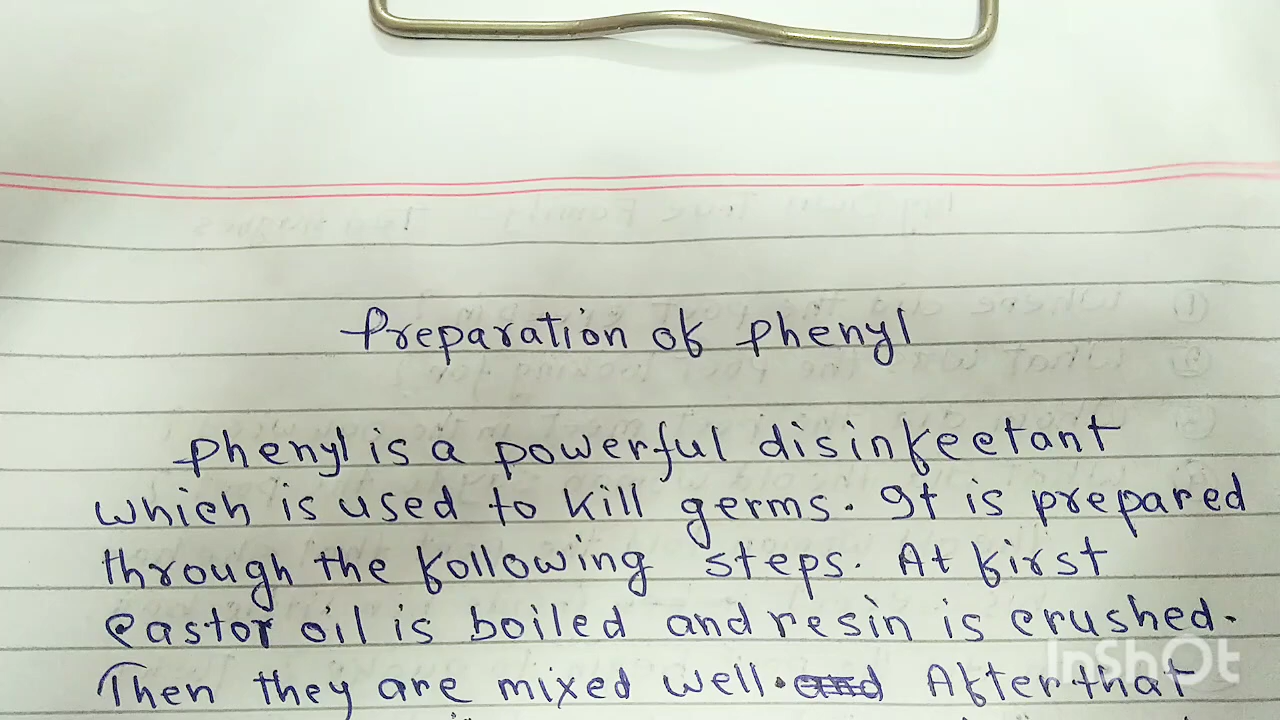 Preparation of Phenyl
Phenyl is a powerful disinfectant
which is used to kill germs. It is prepared
through the following steps. At first
castor oil is boiled and resin is crushed.
Then they are mixed well. After that
InShOt